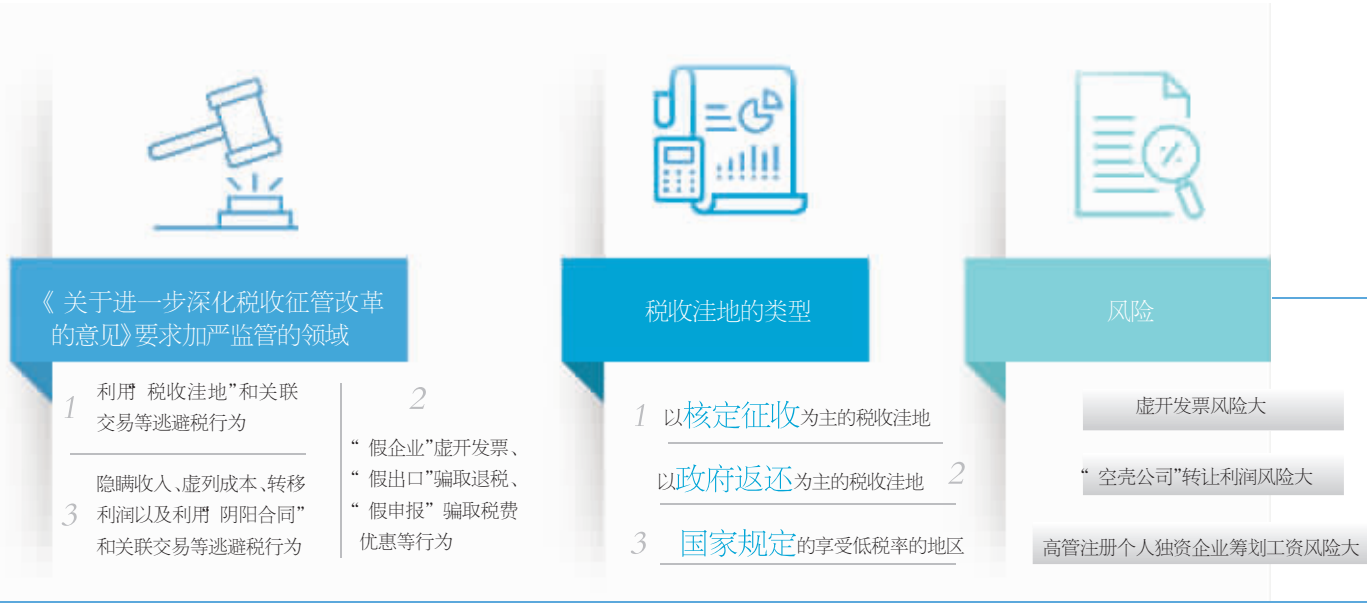 《关于进一步深化税收征管改革
的意见》要求加严监管的领域
1
利用“税收洼地”和关联
交易等逃避税行为
2
“假企业”虚开发票、
“假出口”骗取退税、
“假申报”骗取税费
优惠等行为
3
隐瞒收入、虚列成本、转移
利润以及利用“阴阳合同”
和关联交易等逃避税行为
税收洼地的类型
1 以核定征收为主的税收洼地
以政府返还为主的税收洼地 2
3 国家规定的享受低税率的地区
风险
虚开发票风险大
“空壳公司”转让利润风险大
高管注册个人独资企业筹划工资风险大